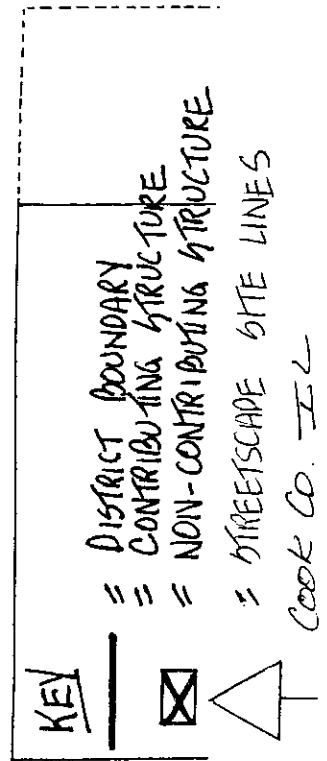 KEY
= DISTRICT BOUNDARY
= CONTRIBUTING STRUCTURE
= NON-CONTRIBUTING STRUCTURE
= STREETSCAPE SITE LINES
COOK CO. IL